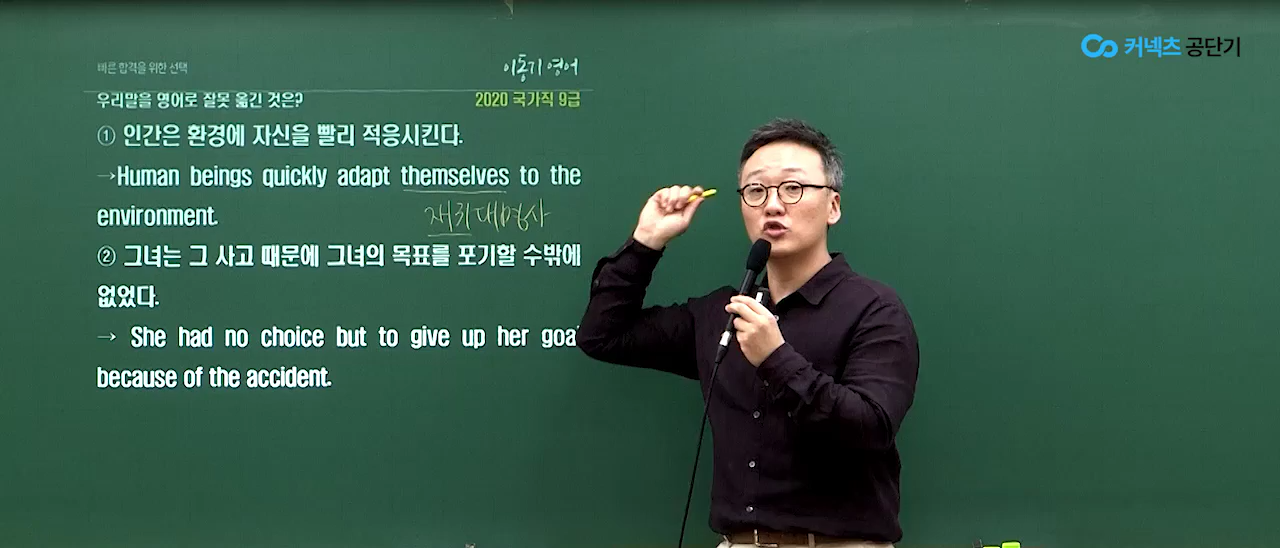 커넥츠 공단기
빠른 합격을 위한 선택
이동기 영어
우리말을 영어로 잘못 옮긴 것은?
2020 국가직 9급
① 인간은 환경에 자신을 빨리 적응시킨다.
→Human beings quickly adapt themselves to the
environment.
재귀대명사
② 그녀는 그 사고 때문에 그녀의 목표를 포기할 수밖에
없었다.
→ She had no choice but to give up her goal
because of the accident.